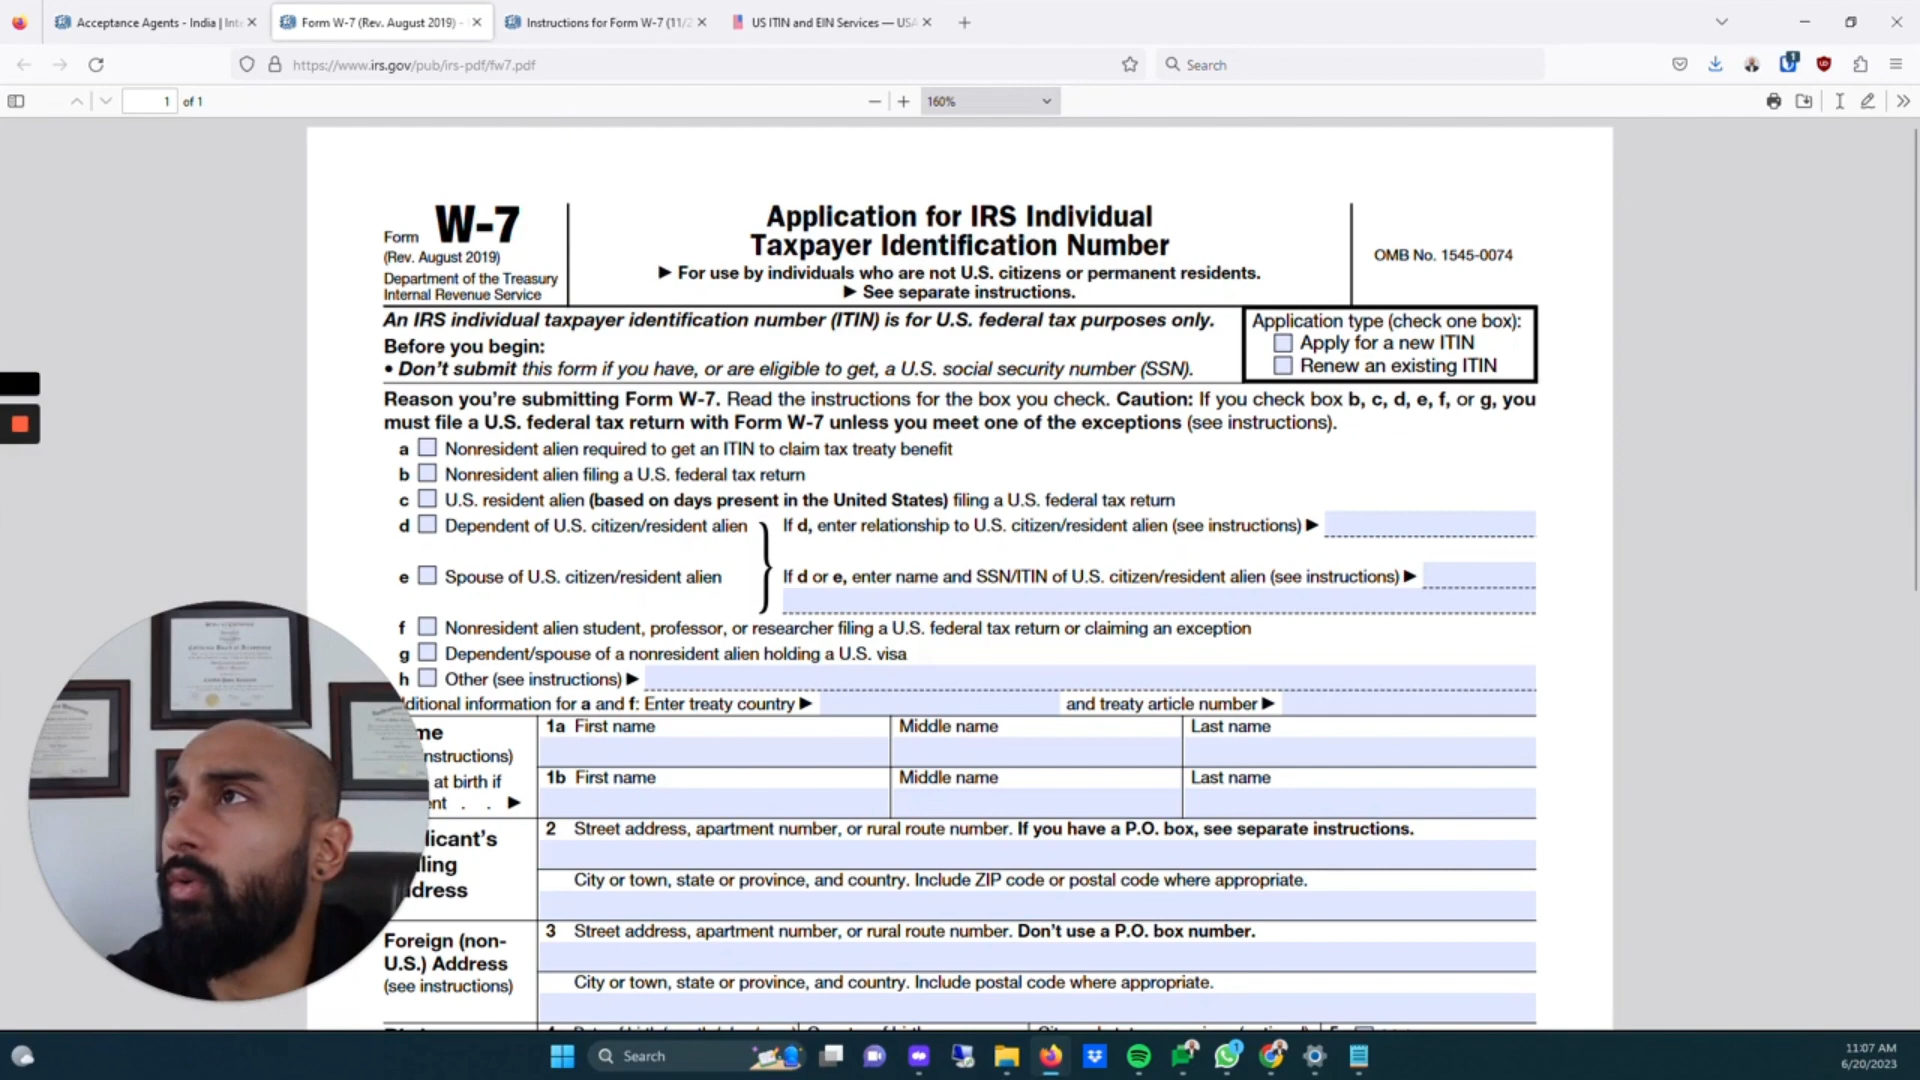 Acceptance Agents - India | Int
Form W-7 (Rev. August 2019) -
Instructions for Form W-7 (11/2
US ITIN and EIN Services — USA
https://www.irs.gov/pub/irs-pdf/fw7.pdf
Search
1 of 1
160%
Form W-7
(Rev. August 2019)
Department of the Treasury
Internal Revenue Service
Application for IRS Individual
Taxpayer Identification Number
► For use by individuals who are not U.S. citizens or permanent residents.
► See separate instructions.
OMB No. 1545-0074
An IRS individual taxpayer identification number (ITIN) is for U.S. federal tax purposes only.
Before you begin:
• Don't submit this form if you have, or are eligible to get, a U.S. social security number (SSN).
Application type (check one box):
Apply for a new ITIN
Renew an existing ITIN
Reason you're submitting Form W-7. Read the instructions for the box you check. Caution: If you check box b, c, d, e, f, or g, you
must file a U.S. federal tax return with Form W-7 unless you meet one of the exceptions (see instructions).
a Nonresident alien required to get an ITIN to claim tax treaty benefit
b Nonresident alien filing a U.S. federal tax return
c U.S. resident alien (based on days present in the United States) filing a U.S. federal tax return
d Dependent of U.S. citizen/resident alien If d, enter relationship to U.S. citizen/resident alien (see instructions) ►
e Spouse of U.S. citizen/resident alien If d or e, enter name and SSN/ITIN of U.S. citizen/resident alien (see instructions) ►
f Nonresident alien student, professor, or researcher filing a U.S. federal tax return or claiming an exception
g Dependent/spouse of a nonresident alien holding a U.S. visa
h Other (see instructions) ►
ditional information for a and f: Enter treaty country ► and treaty article number ►
me
nstructions)
1a First name Middle name Last name
at birth if
ent . . ►
1b First name Middle name Last name
licant's
ling
dress
2 Street address, apartment number, or rural route number. If you have a P.O. box, see separate instructions.
City or town, state or province, and country. Include ZIP code or postal code where appropriate.
Foreign (non-
U.S.) Address
(see instructions)
3 Street address, apartment number, or rural route number. Don't use a P.O. box number.
City or town, state or province, and country. Include postal code where appropriate.
Search
1
1
11:07 AM
6/20/2023